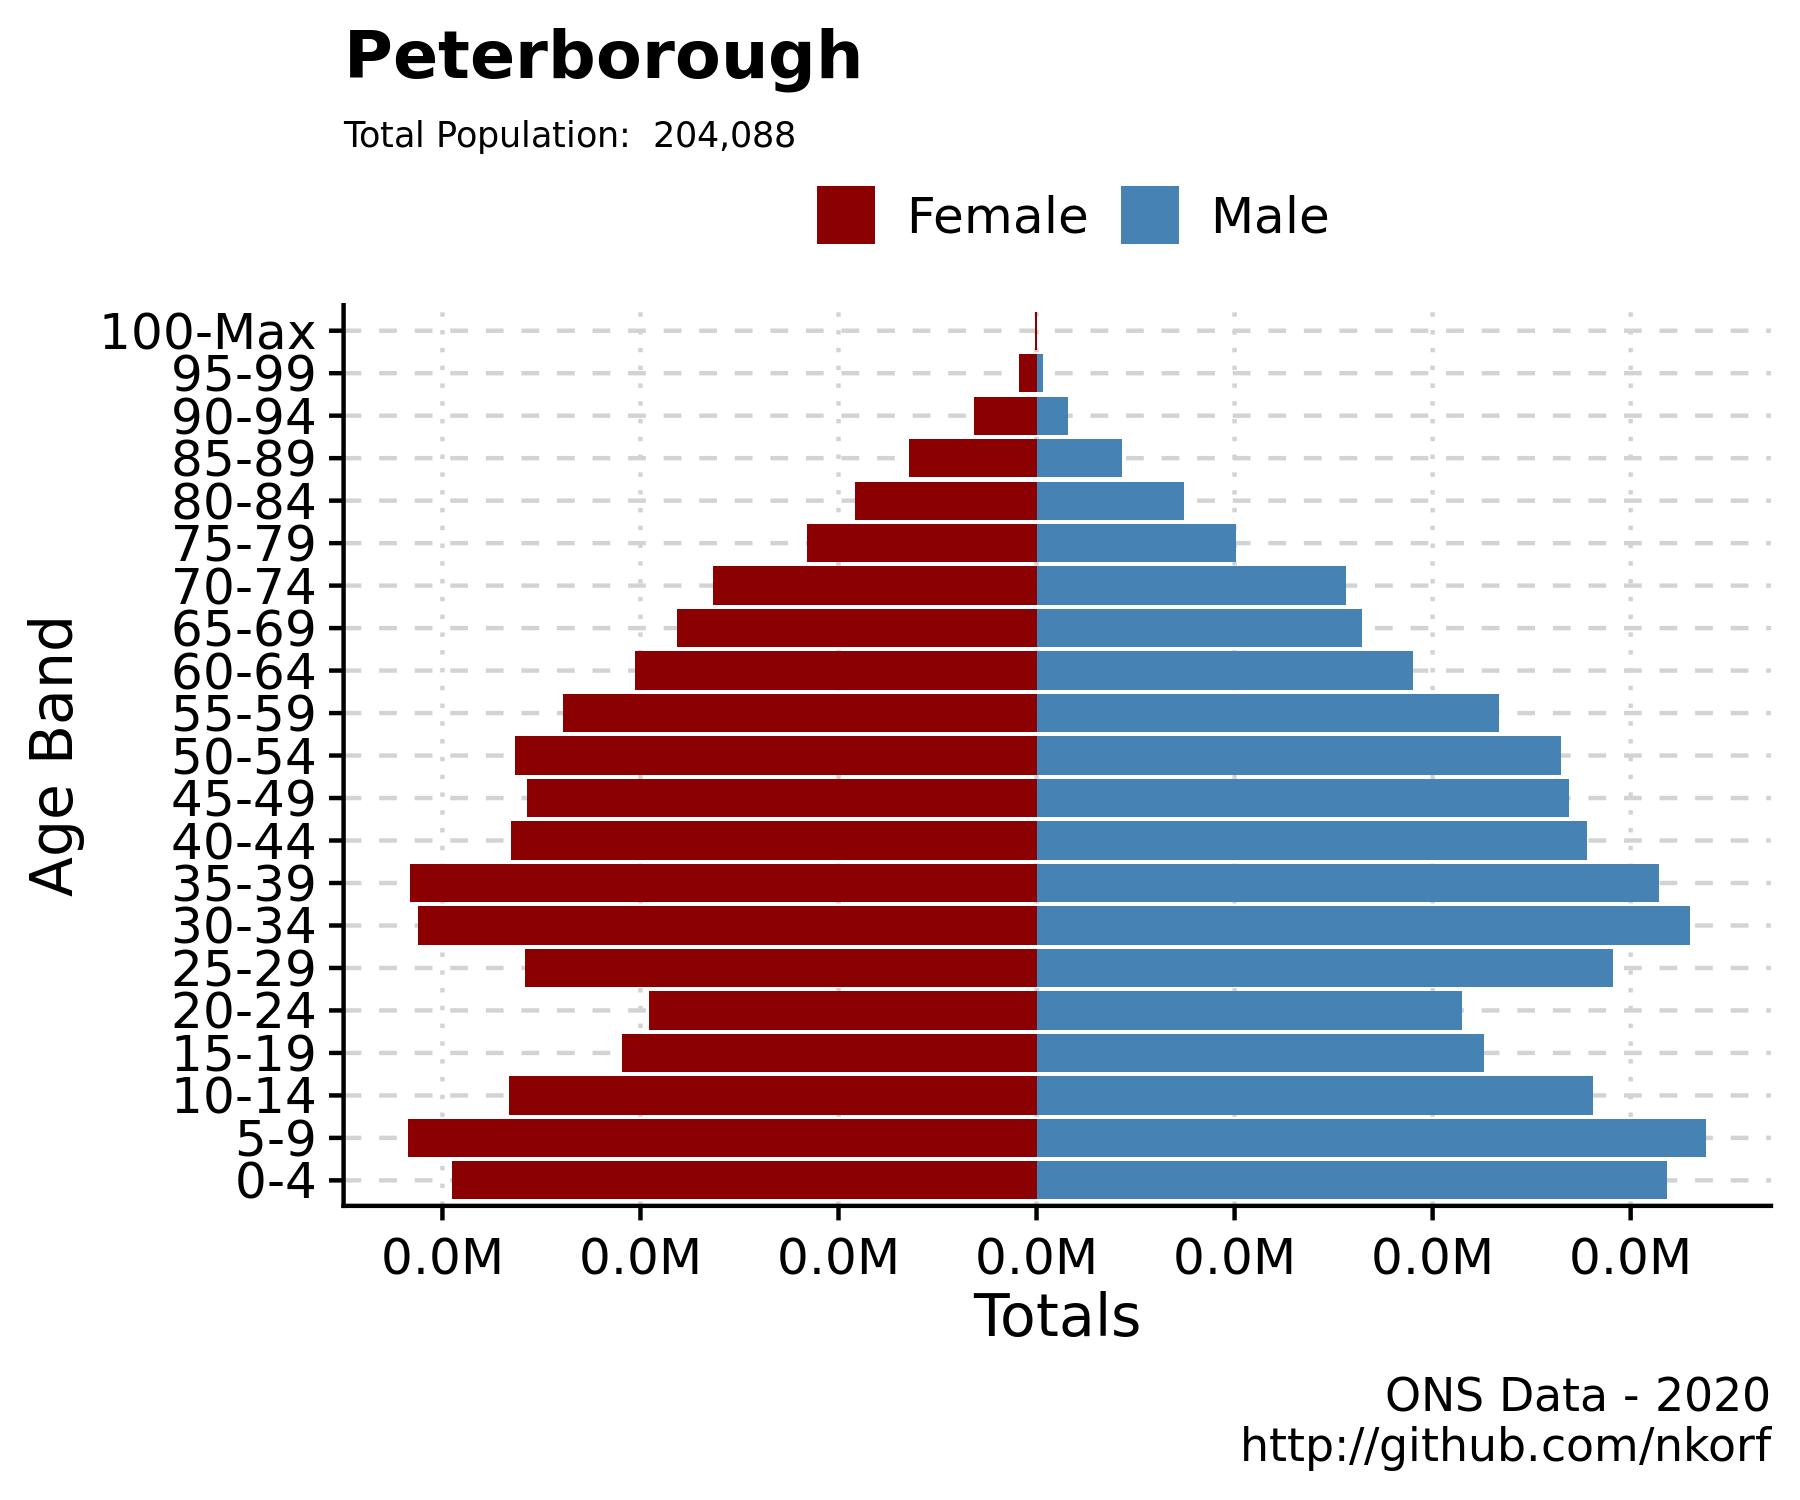 Peterborough
Total Population:  204,088
Female Male
100-Max
95-99
90-94
85-89
80-84
75-79
70-74
65-69
60-64
55-59
50-54
45-49
40-44
35-39
30-34
25-29
20-24
15-19
10-14
5-9
0-4
Age Band
0.0M 0.0M 0.0M 0.0M 0.0M 0.0M 0.0M
Totals
ONS Data - 2020
http://github.com/nkorf